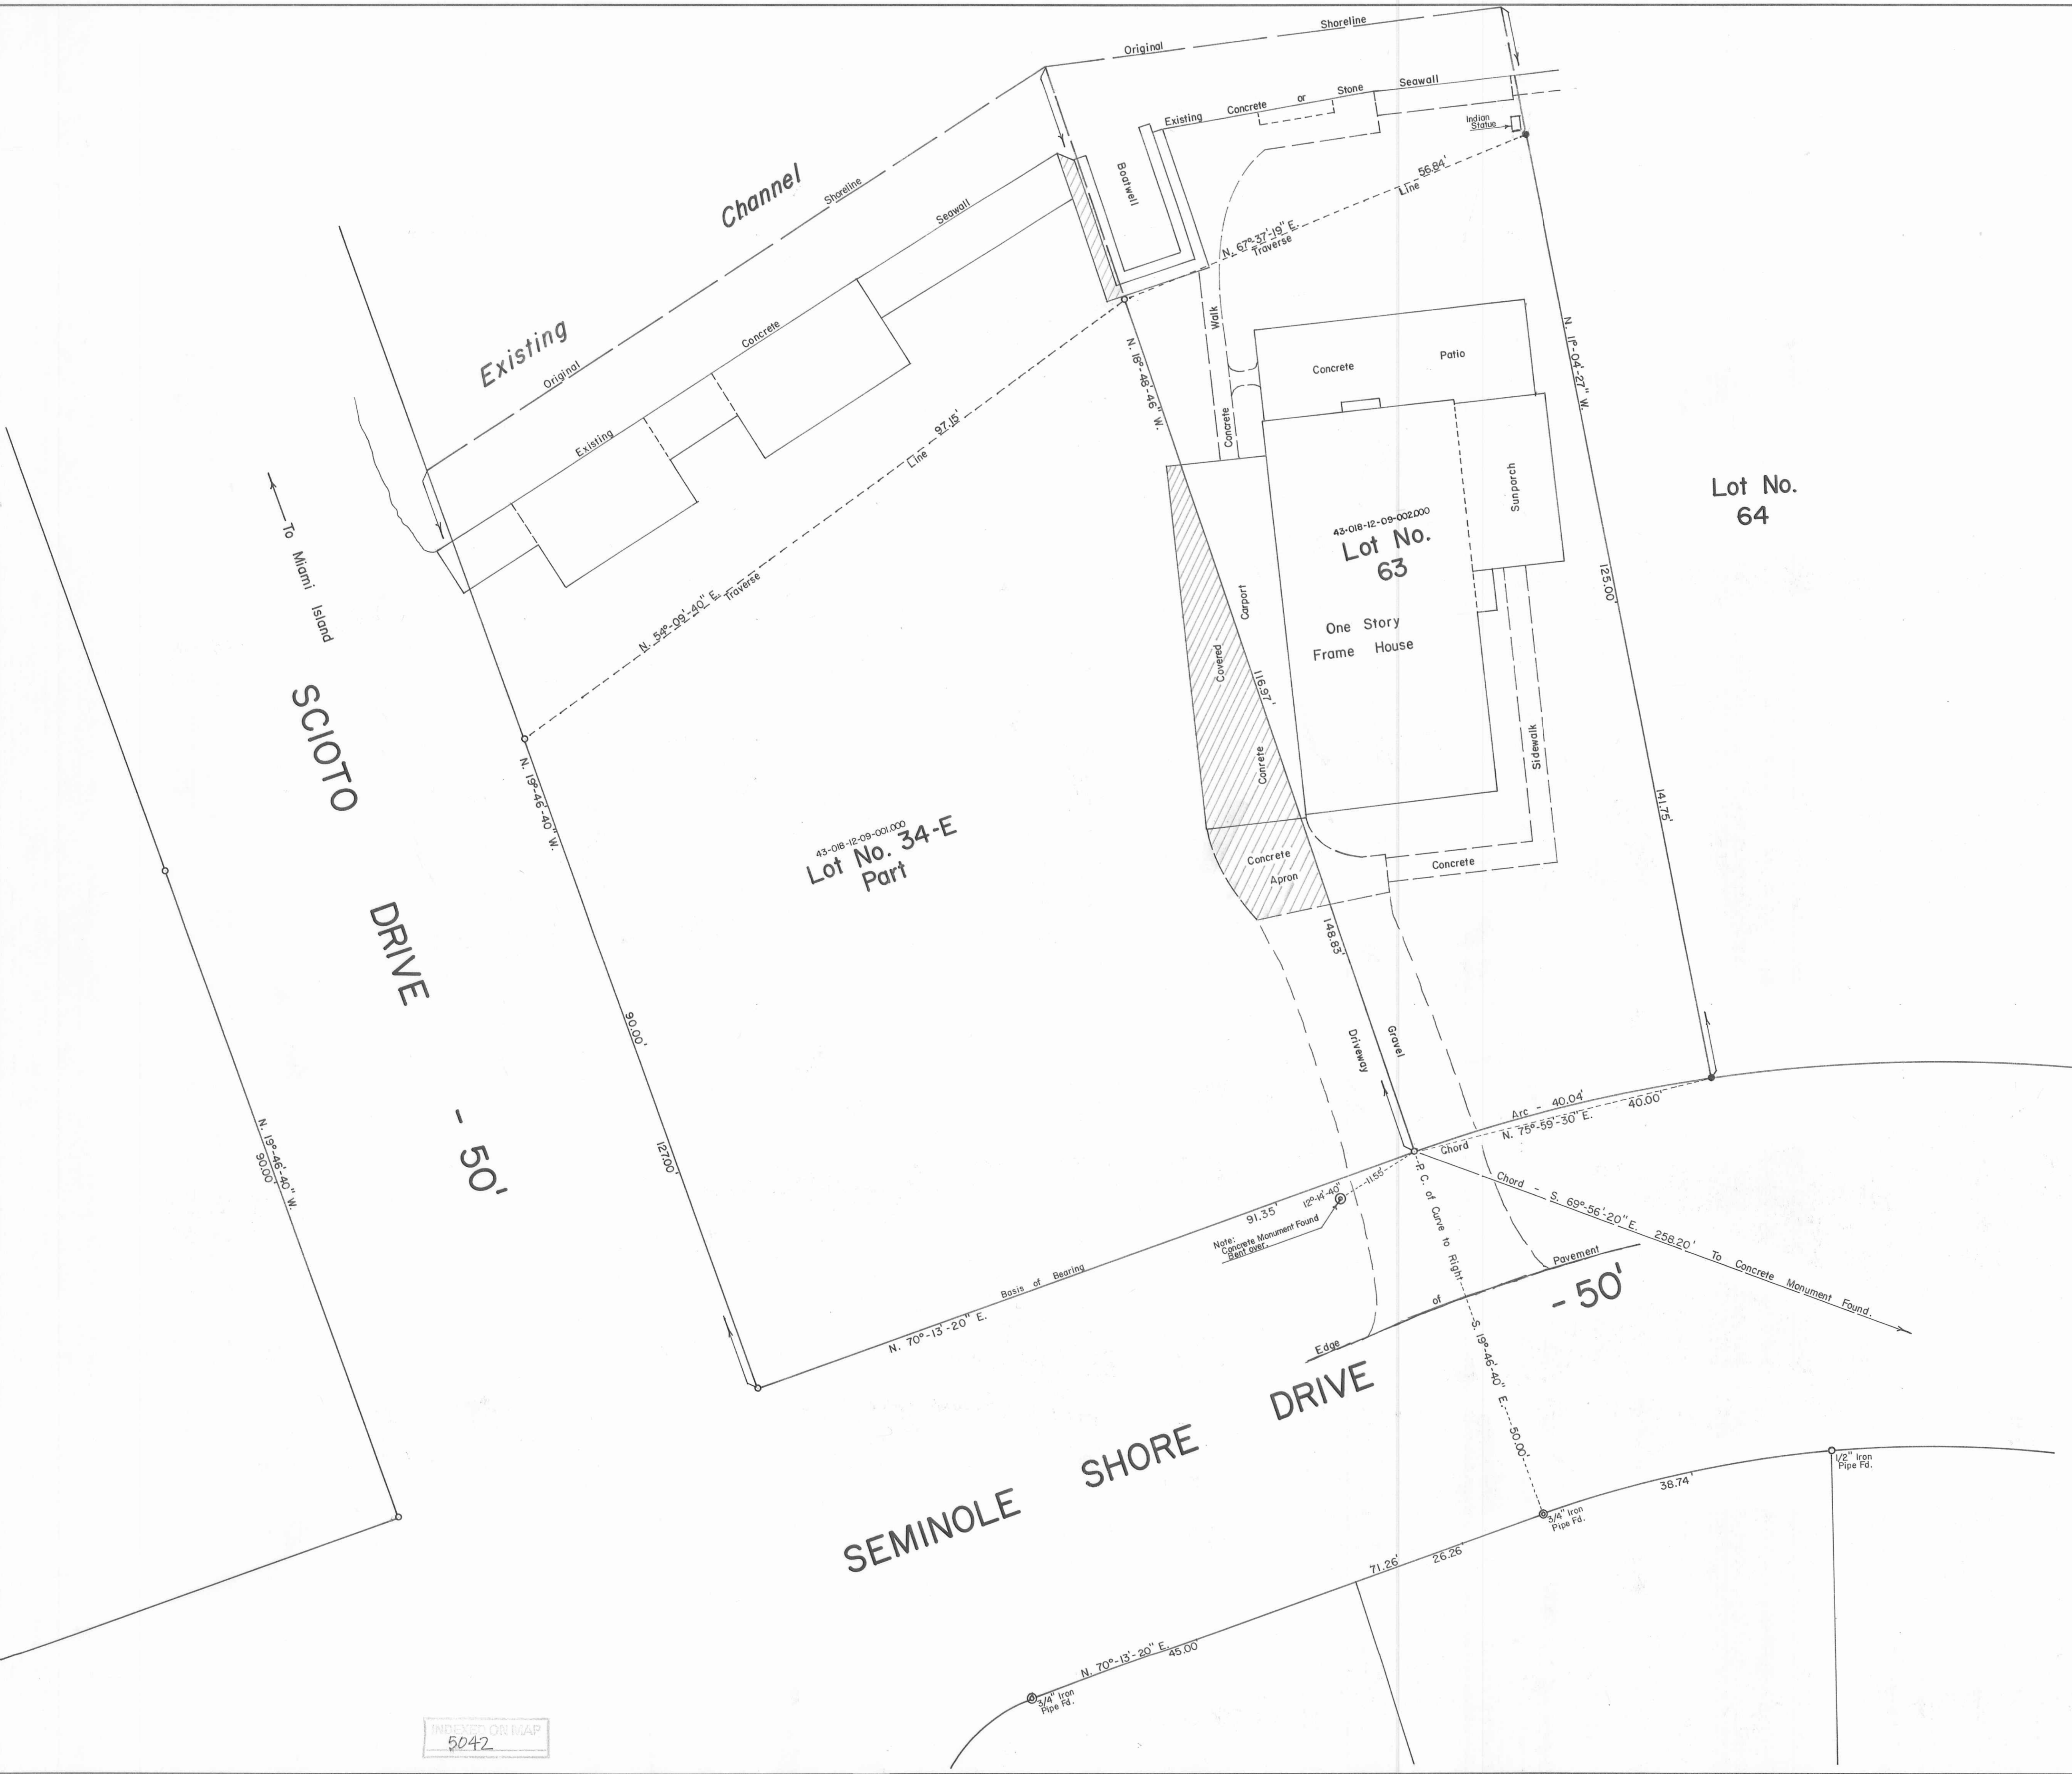 Original
Shoreline
Existing
Concrete
or
Stone
Seawall
Indian
Statue
56.84'
Line
N. 67°-37'-19" E.
Traverse
Boatwell
Channel
Shoreline
Seawall
Existing
Original
Concrete
Existing
97.15'
Line
N. 54°-09'-40" E.
Traverse
Walk
Concrete
Concrete
Patio
N. 18°-48'-46" W.
N. 11°-04'-27" W.
Sunporch
Lot No.
64
43-018-12-09-002.000
Lot No.
63
One Story
Frame House
125.00'
Carport
Covered
116.97'
Conrete
Sidewalk
141.75'
Concrete
Apron
Concrete
148.83'
To Miami Island
SCIOTO
DRIVE
- 50'
N. 19°-46'-40" W.
43-018-12-09-001.000
Lot No. 34-E
Part
90.00'
127.00'
N. 19°-46'-40" W.
90.00'
Driveway
Gravel
Arc - 40.04'
Chord
N. 75°-59'-30" E.
40.00'
91.35'
12°-14'-40"
11.55'
Note:
Concrete Monument Found
Bent over.
Basis of Bearing
N. 70°-13'-20" E.
P.C. of Curve to Right
Chord - S. 69°-56'-20" E. 258.20' To Concrete Monument Found.
Edge
of
Pavement
- 50'
S. 19°-46'-40" E.
50.00'
SEMINOLE SHORE DRIVE
1/2" Iron
Pipe Fd.
38.74'
3/4" Iron
Pipe Fd.
71.26'
26.26'
N. 70°-13'-20" E.
45.00'
3/4" Iron
Pipe Fd.
INDEXED ON MAP
5042